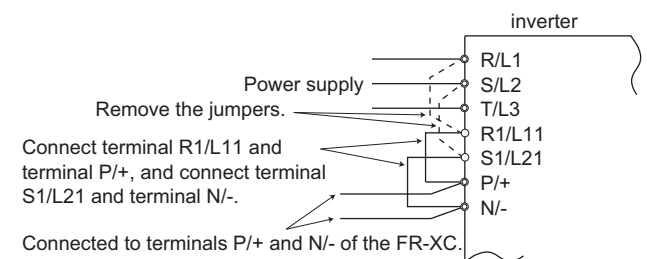 inverter
R/L1
Power supply
S/L2
Remove the jumpers.
T/L3
R1/L11
Connect terminal R1/L11 and
terminal P/+, and connect terminal
S1/L21 and terminal N/-.
S1/L21
P/+
N/-
Connected to terminals P/+ and N/- of the FR-XC.